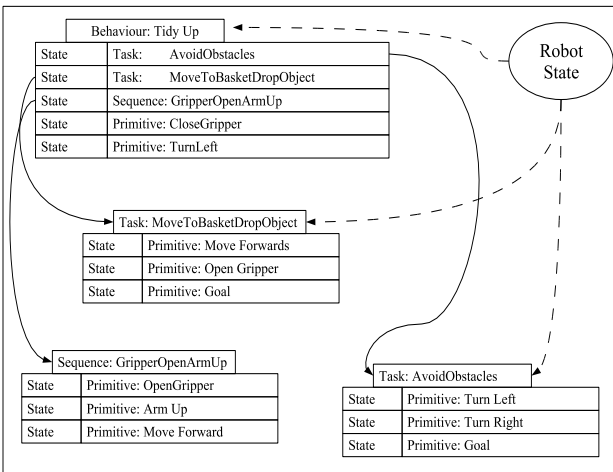 Behaviour: Tidy Up
State Task: AvoidObstacles
State Task: MoveToBasketDropObject
State Sequence: GripperOpenArmUp
State Primitive: CloseGripper
State Primitive: TurnLeft
Robot
State
Task: MoveToBasketDropObject
State Primitive: Move Forwards
State Primitive: Open Gripper
State Primitive: Goal
Sequence: GripperOpenArmUp
State Primitive: OpenGripper
State Primitive: Arm Up
State Primitive: Move Forward
Task: AvoidObstacles
State Primitive: Turn Left
State Primitive: Turn Right
State Primitive: Goal